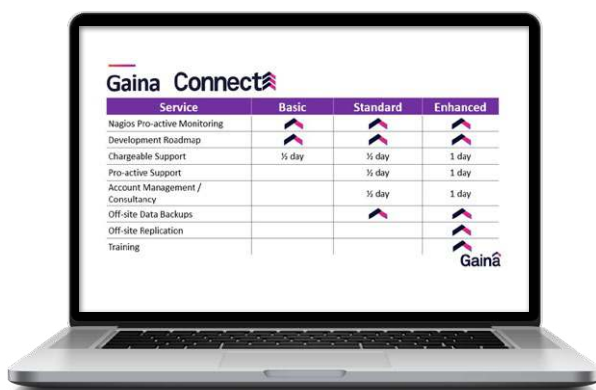 Gaina Connect
Service Basic Standard Enhanced
Nagios Pro-active Monitoring
Development Roadmap
Chargeable Support ½ day ½ day 1 day
Pro-active Support ½ day 1 day
Account Management /
Consultancy ½ day 1 day
Off-site Data Backups
Off-site Replication
Training
Gainâ